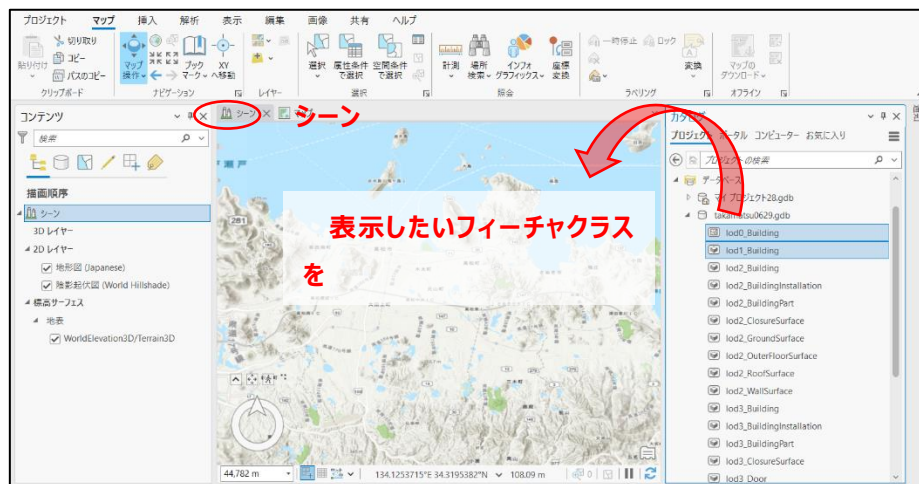 プロジェクト マップ 挿入 解析 表示 編集 画像 共有 ヘルプ
貼り付け
切り取り
コピー
パスのコピー
クリップボード
マップ操作
ブックマーク
XY へ移動
ナビゲーション
レイヤー
選択
属性条件で選択
空間条件で選択
選択
計測
場所検索
インフォグラフィックス
座標変換
照会
一時停止
ロック
ラベリング
変換
マップのダウンロード
オフライン
コンテンツ
検索
描画順序
シーン
3D レイヤー
2D レイヤー
地形図 (Japanese)
陰影起伏図 (World Hillshade)
標高サーフェス
地表
WorldElevation3D/Terrain3D
シーン
シーン
281
表示したいフィーチャクラス
を
44,782 m
134.1253715°E 34.3195382°N
108.09 m
0
カタログ
プロジェクト ポータル コンピューター お気に入り
プロジェクトの検索
データベース
マイ プロジェクト28.gdb
takamatsu0629.gdb
lod0_Building
lod1_Building
lod2_Building
lod2_BuildingInstallation
lod2_BuildingPart
lod2_ClosureSurface
lod2_GroundSurface
lod2_OuterFloorSurface
lod2_RoofSurface
lod2_WallSurface
lod3_Building
lod3_BuildingInstallation
lod3_BuildingPart
lod3_ClosureSurface
lod3_Door